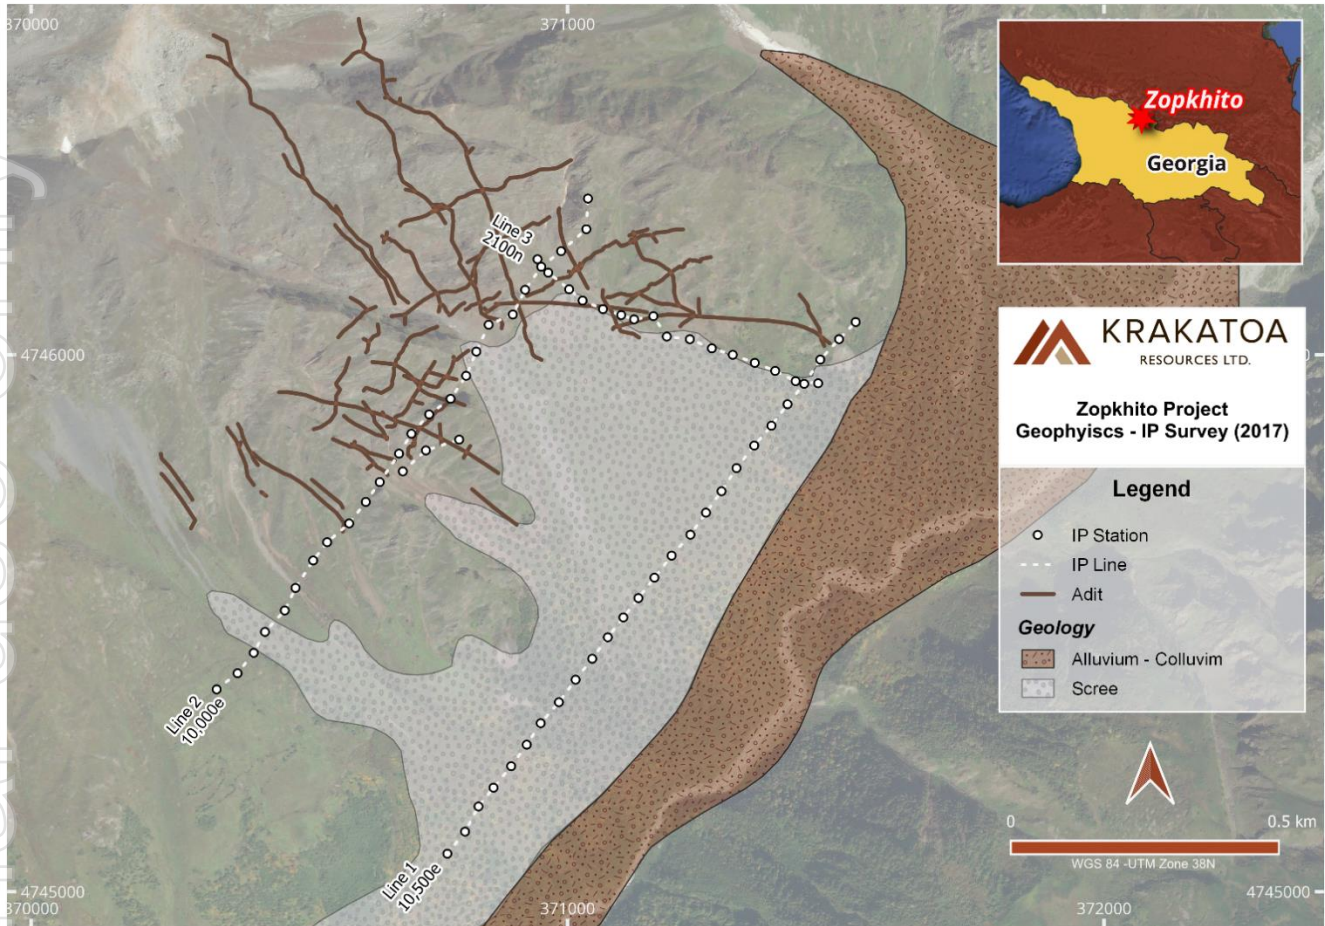 370000
371000
Zopkhito
Georgia
Line 3
2100n
4746000
KRAKATOA
RESOURCES LTD.
Zopkhito Project
Geophyiscs - IP Survey (2017)
Legend
IP Station
IP Line
Adit
Geology
Alluvium - Colluvim
Scree
Line 2
10,000e
Line 1
10,500e
0
0.5 km
WGS 84 -UTM Zone 38N
4745000
4745000
370000
371000
372000